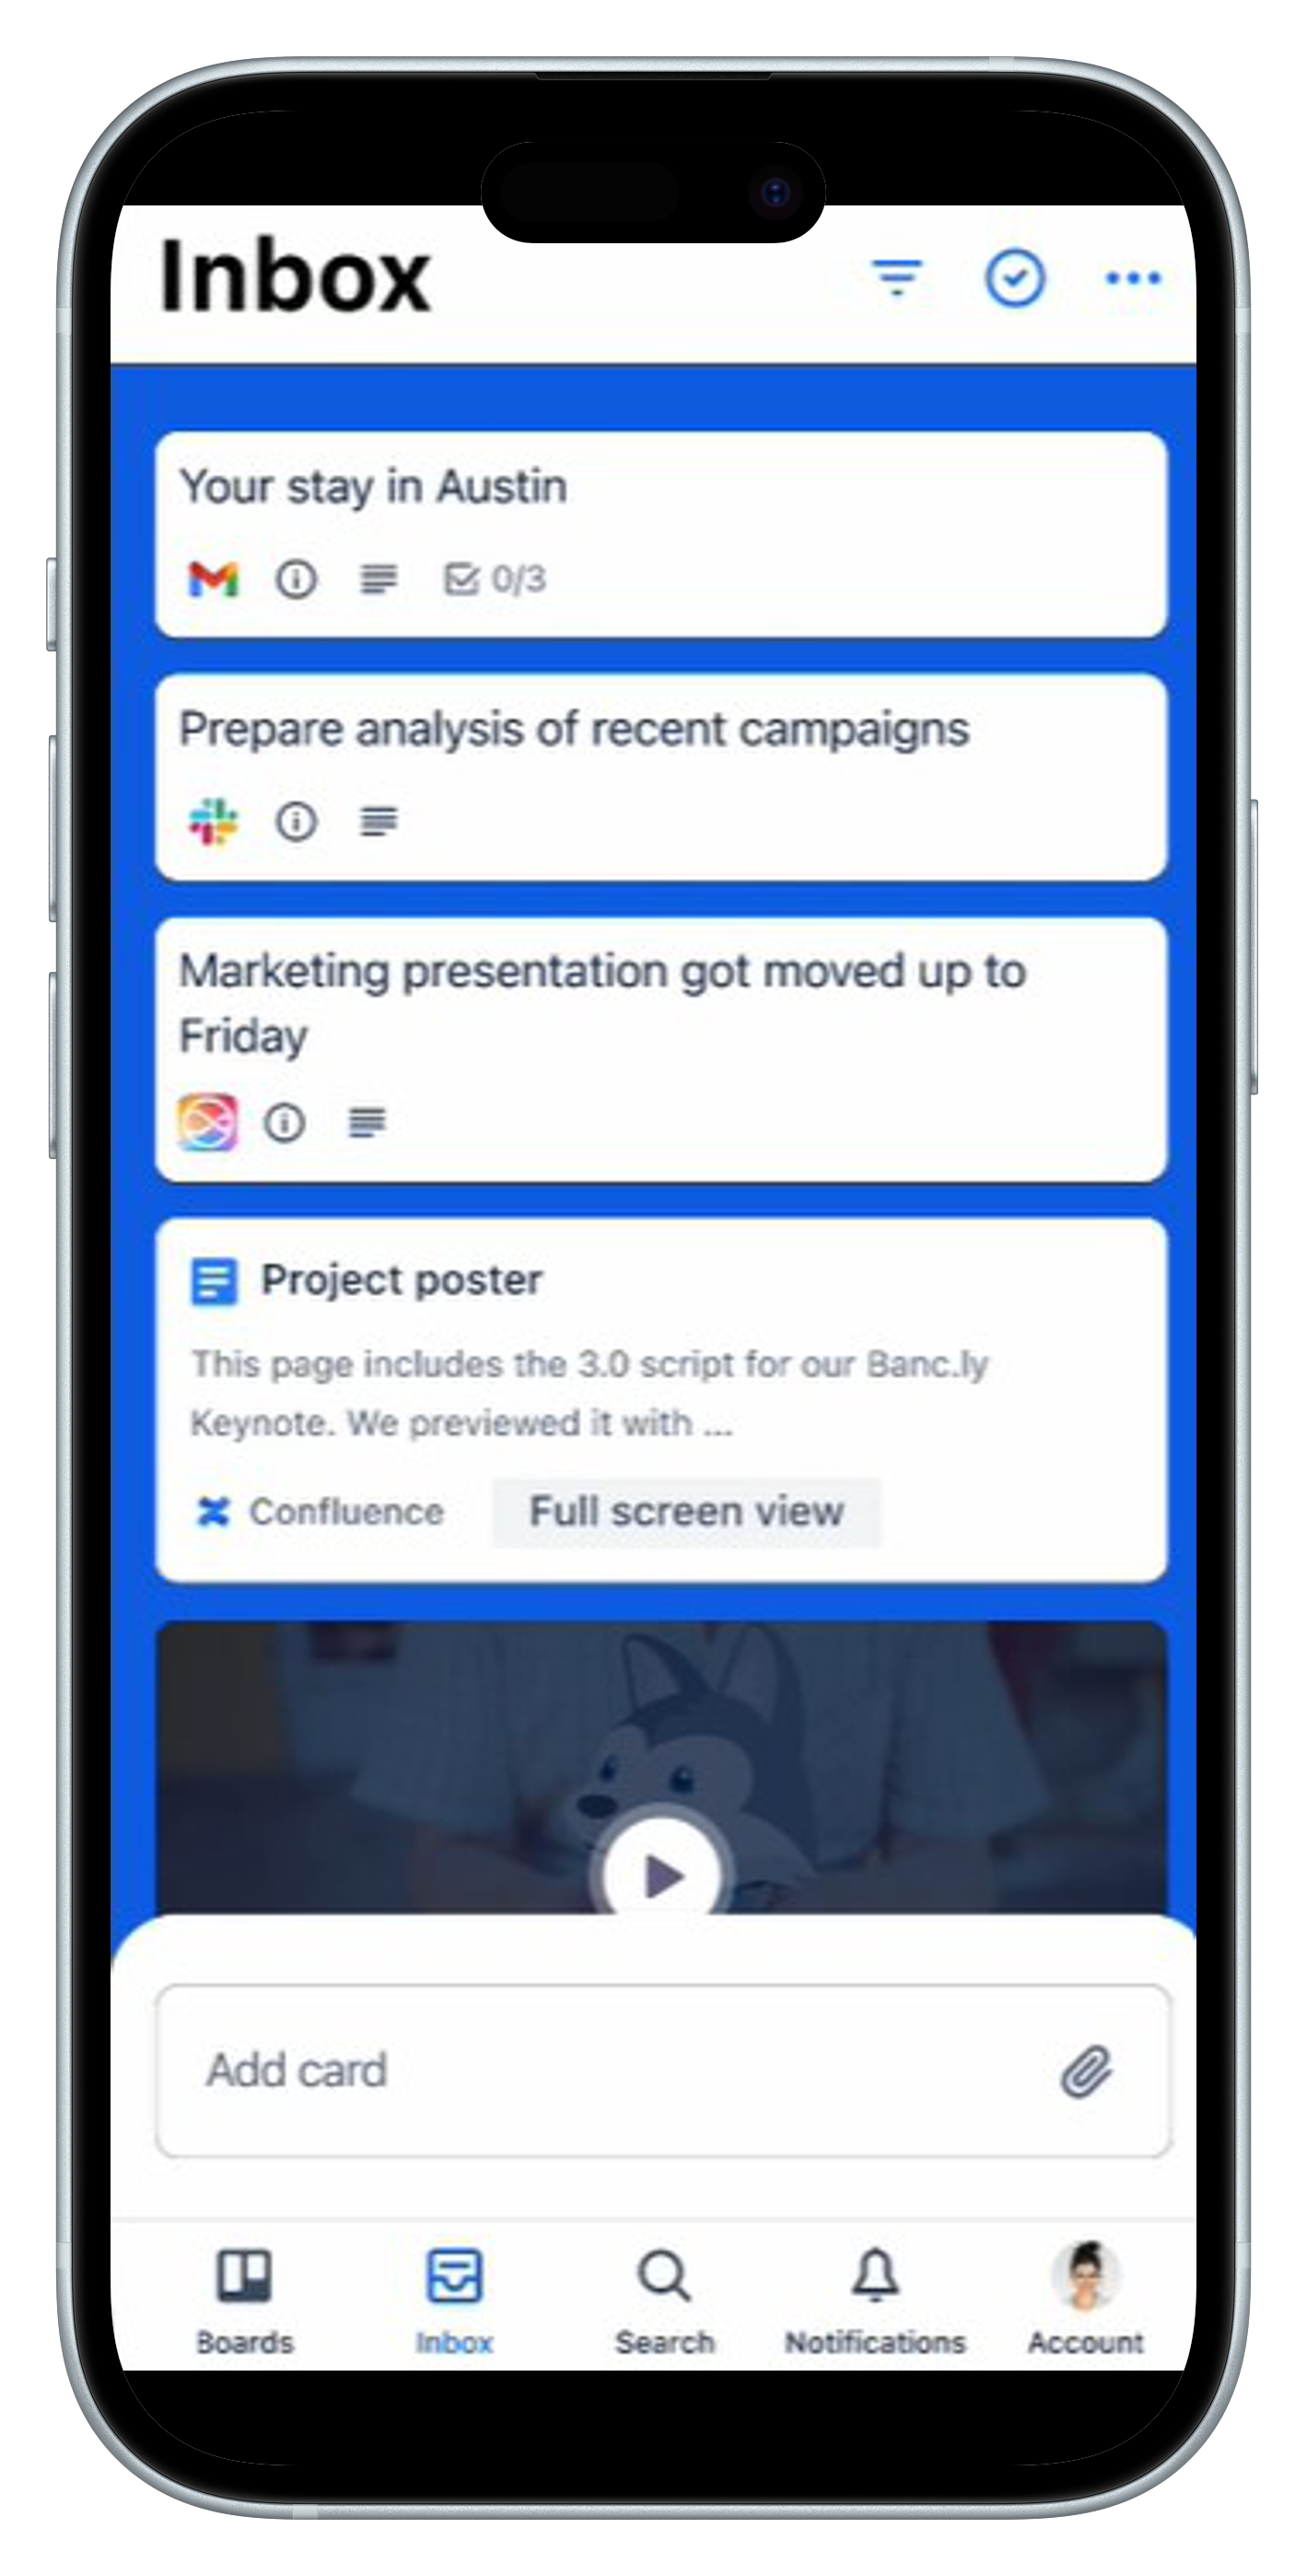 Inbox
Your stay in Austin
0/3
Prepare analysis of recent campaigns
Marketing presentation got moved up to
Friday
Project poster
This page includes the 3.0 script for our Banc.ly
Keynote. We previewed it with ...
Confluence
Full screen view
Add card
Boards
Inbox
Search
Notifications
Account